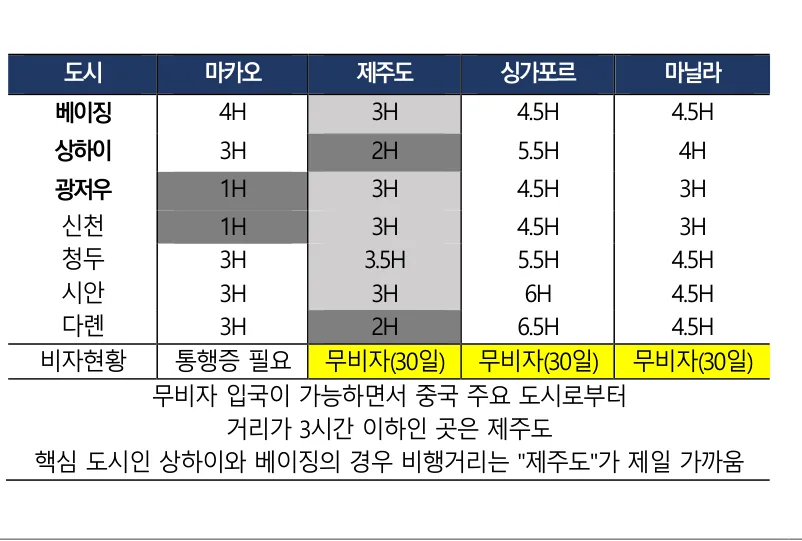 도시 마카오 제주도 싱가포르 마닐라
베이징 4H 3H 4.5H 4.5H
상하이 3H 2H 5.5H 4H
광저우 1H 3H 4.5H 3H
신천 1H 3H 4.5H 3H
청두 3H 3.5H 5.5H 4.5H
시안 3H 3H 6H 4.5H
다롄 3H 2H 6.5H 4.5H
비자현황 통행증 필요 무비자(30일) 무비자(30일) 무비자(30일)
무비자 입국이 가능하면서 중국 주요 도시로부터
거리가 3시간 이하인 곳은 제주도
핵심 도시인 상하이와 베이징의 경우 비행거리는 "제주도"가 제일 가까움